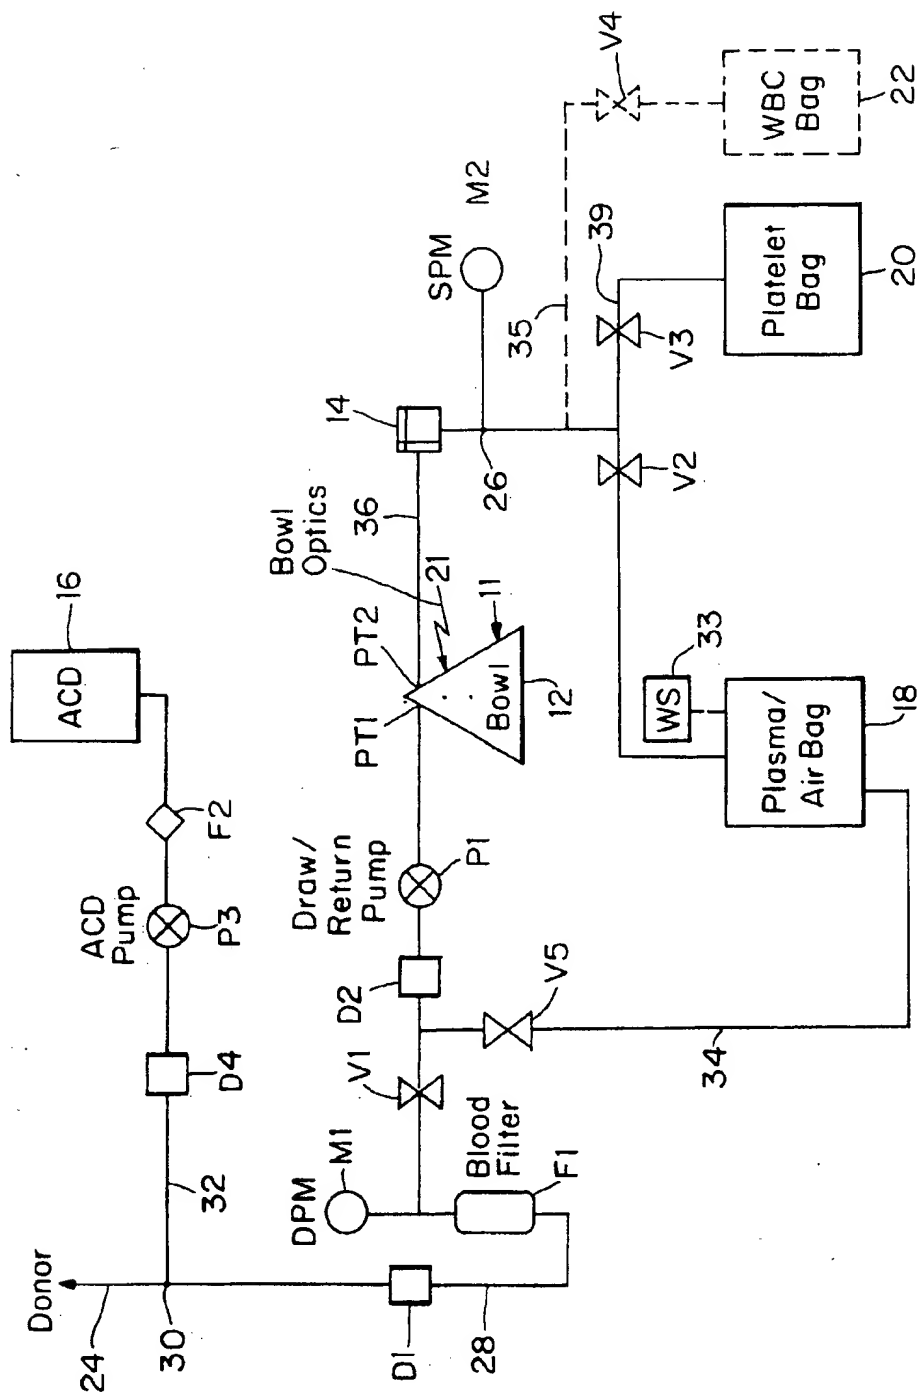 Donor
24
30
32
D4
ACD
Pump
P3
F2
ACD
16
D1
28
DPM
M1
Blood
Filter
F1
V1
D2
V5
34
Draw/
Return
Pump
P1
PT1
PT2
Bowl
Optics
21
11
Bowl
12
36
14
26
SPM
M2
35
39
V2
V3
V4
WS
33
Plasma/
Air Bag
18
Platelet
Bag
20
WBC
Bag
22